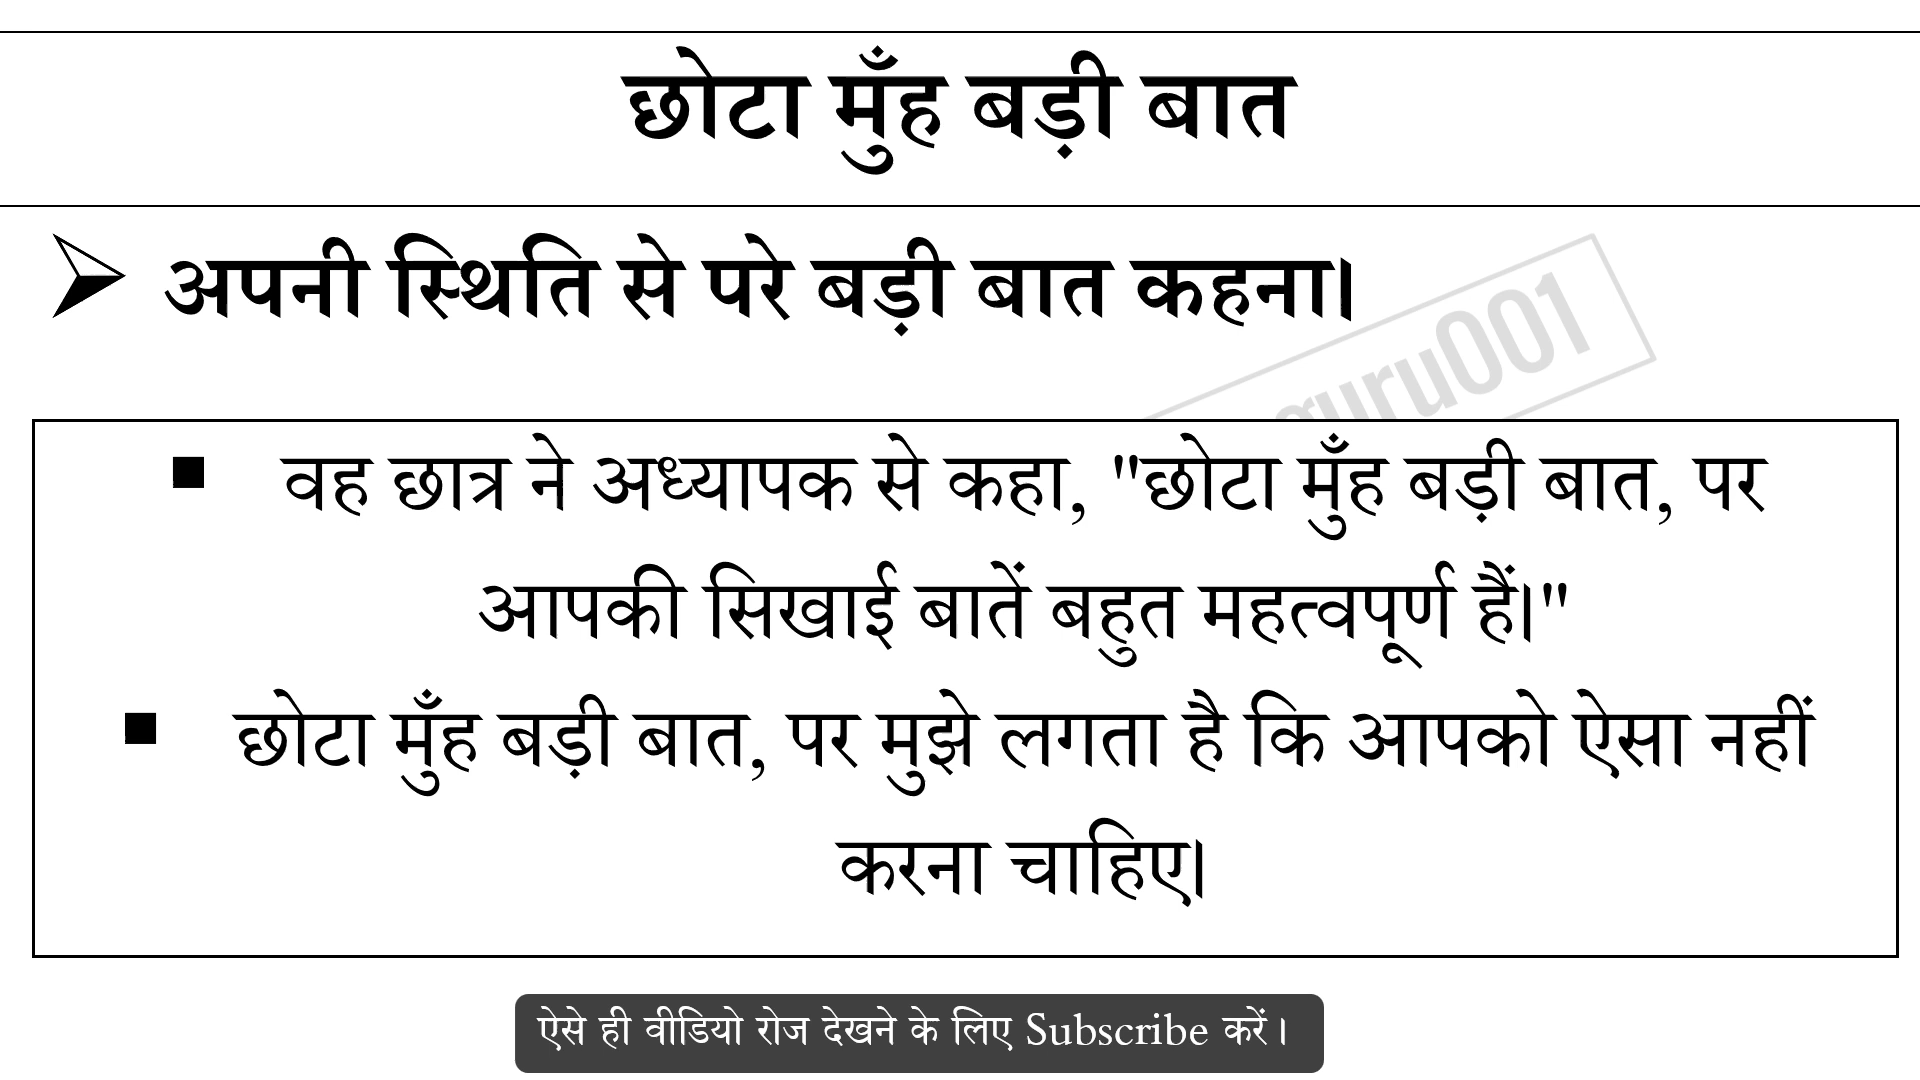 छोटा मुँह बड़ी बात
अपनी स्थिति से परे बड़ी बात कहना।
guru001
वह छात्र ने अध्यापक से कहा, "छोटा मुँह बड़ी बात, पर
आपकी सिखाई बातें बहुत महत्वपूर्ण हैं।"
छोटा मुँह बड़ी बात, पर मुझे लगता है कि आपको ऐसा नहीं
करना चाहिए।
ऐसे ही वीडियो रोज देखने के लिए Subscribe करें।